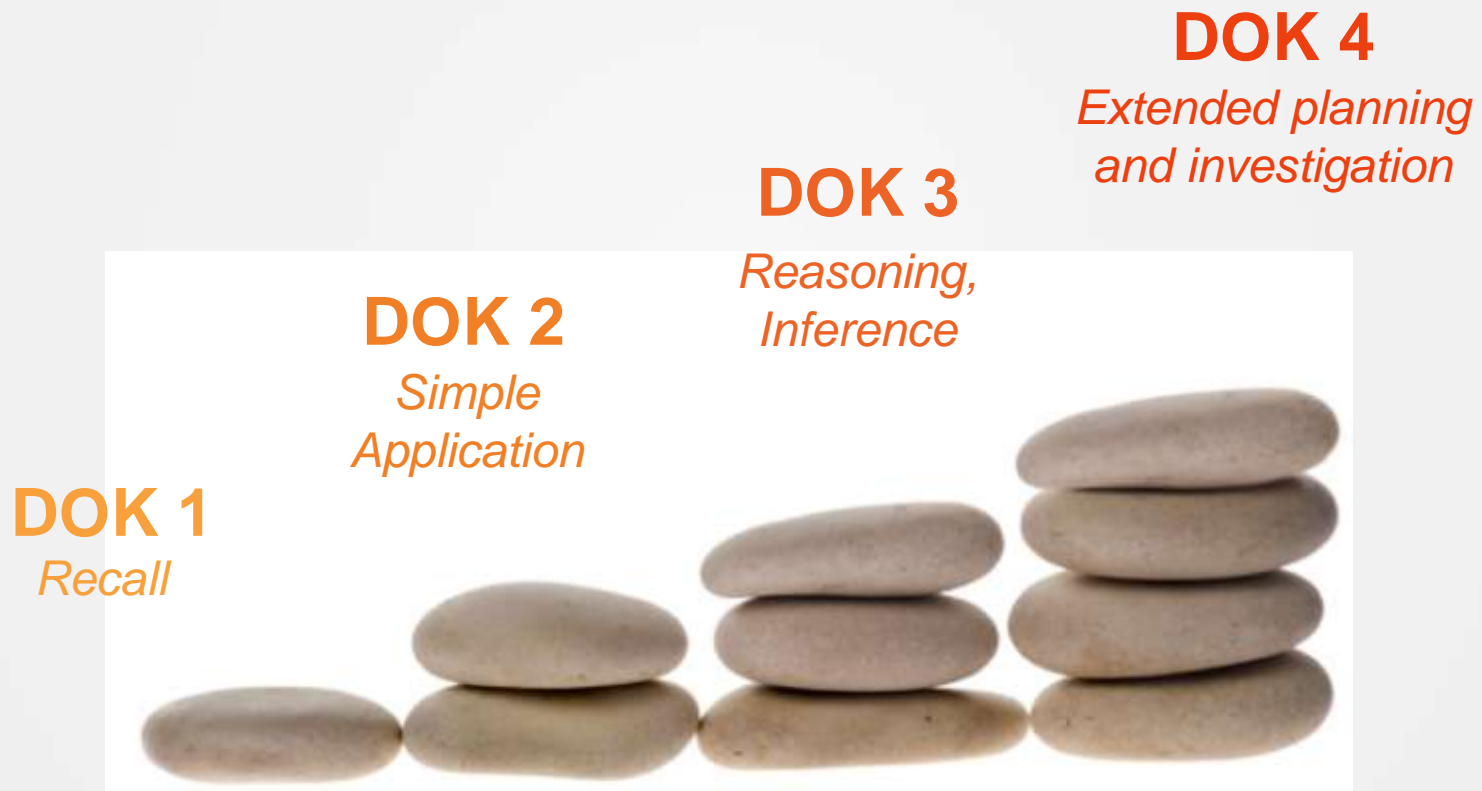 DOK 1
Recall
DOK 2
Simple
Application
DOK 3
Reasoning,
Inference
DOK 4
Extended planning
and investigation